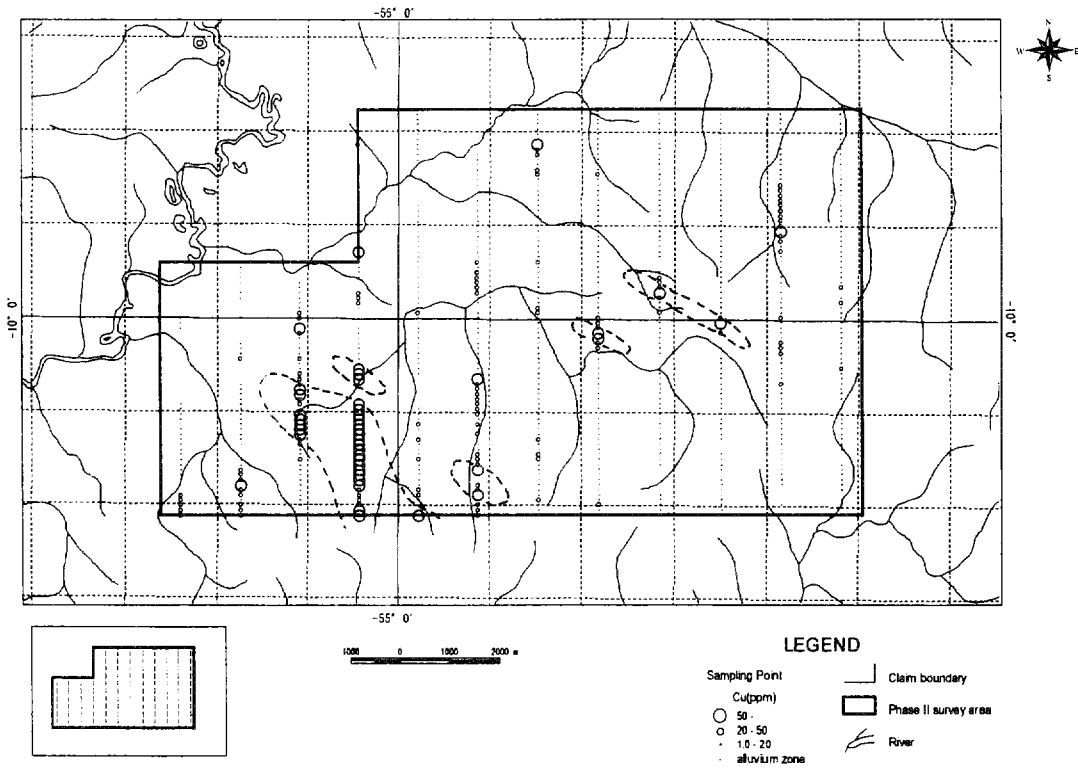 -55° 0'
N
W E
S
-10° 0'
-10° 0'
-55° 0'
1000 0 1000 2000 m
LEGEND
Sampling Point
Cu(ppm)
50 -
20 - 50
1.0 - 20
alluvium zone
Claim boundary
Phase II survey area
River